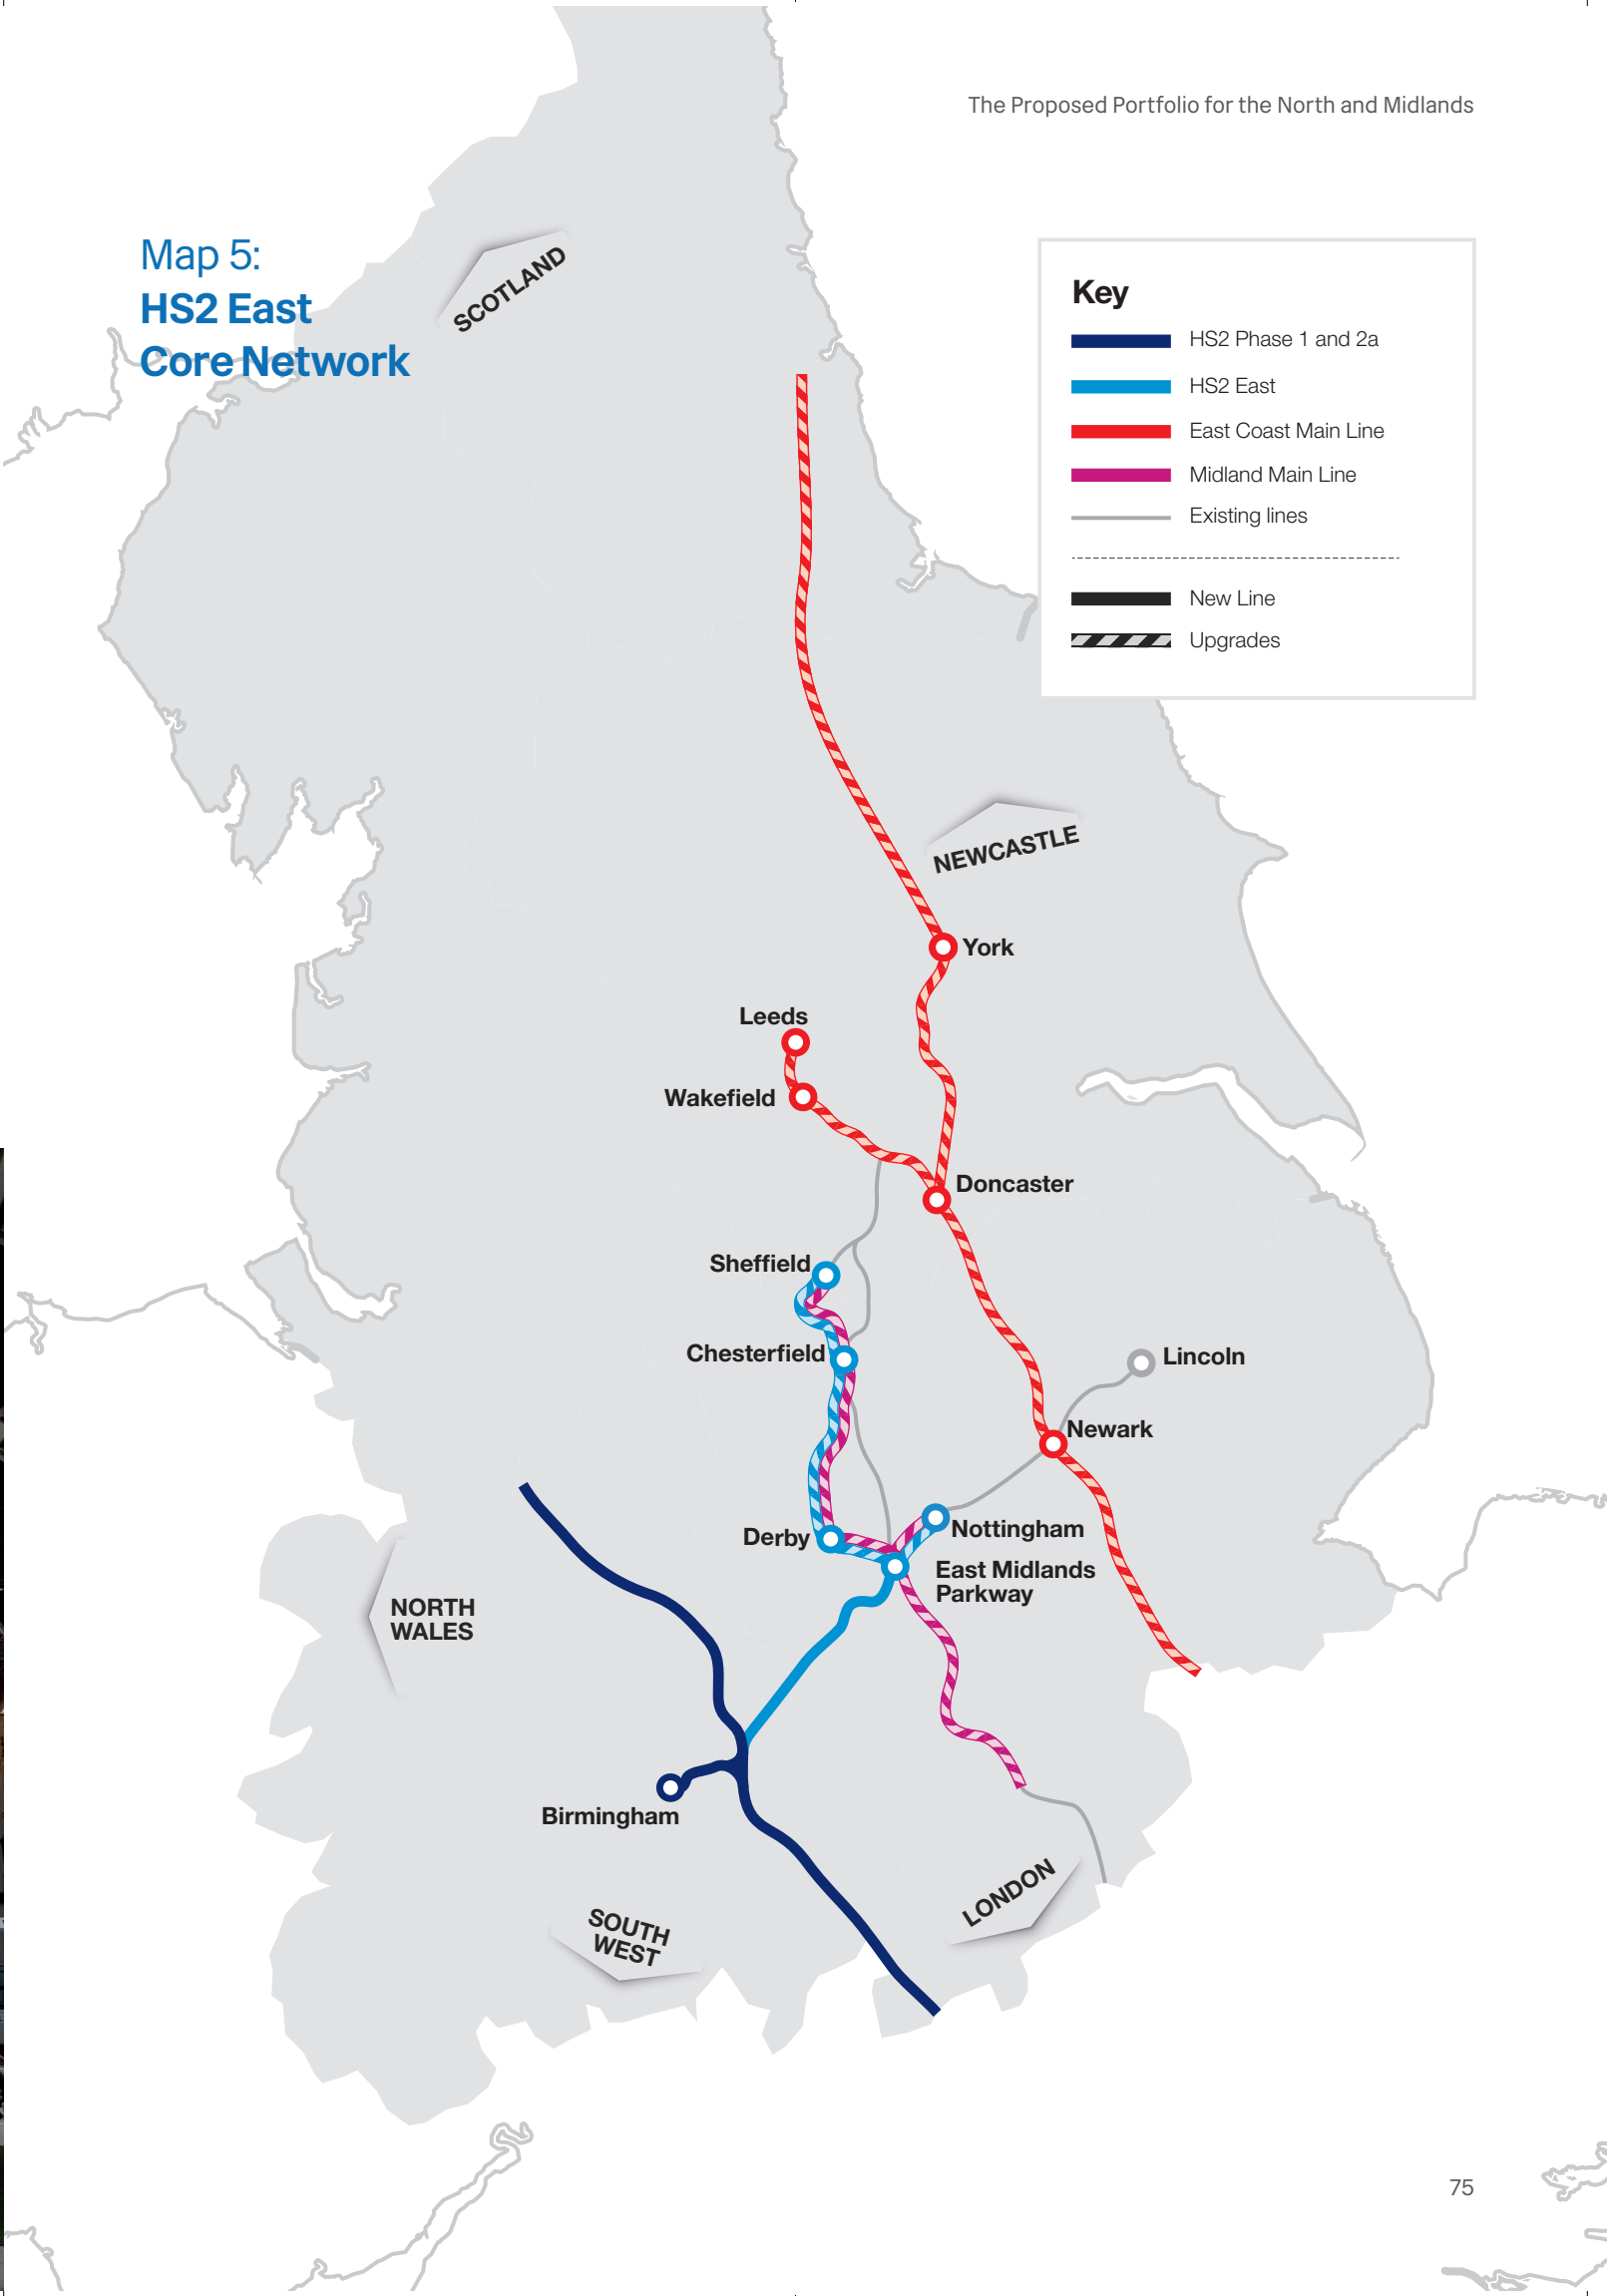 The Proposed Portfolio for the North and Midlands
Map 5:
HS2 East
Core Network
SCOTLAND
Key
HS2 Phase 1 and 2a
HS2 East
East Coast Main Line
Midland Main Line
Existing lines
New Line
Upgrades
NEWCASTLE
York
Leeds
Wakefield
Doncaster
Sheffield
Chesterfield
Lincoln
Newark
Nottingham
Derby
East Midlands
Parkway
NORTH
WALES
Birmingham
LONDON
SOUTH
WEST
75